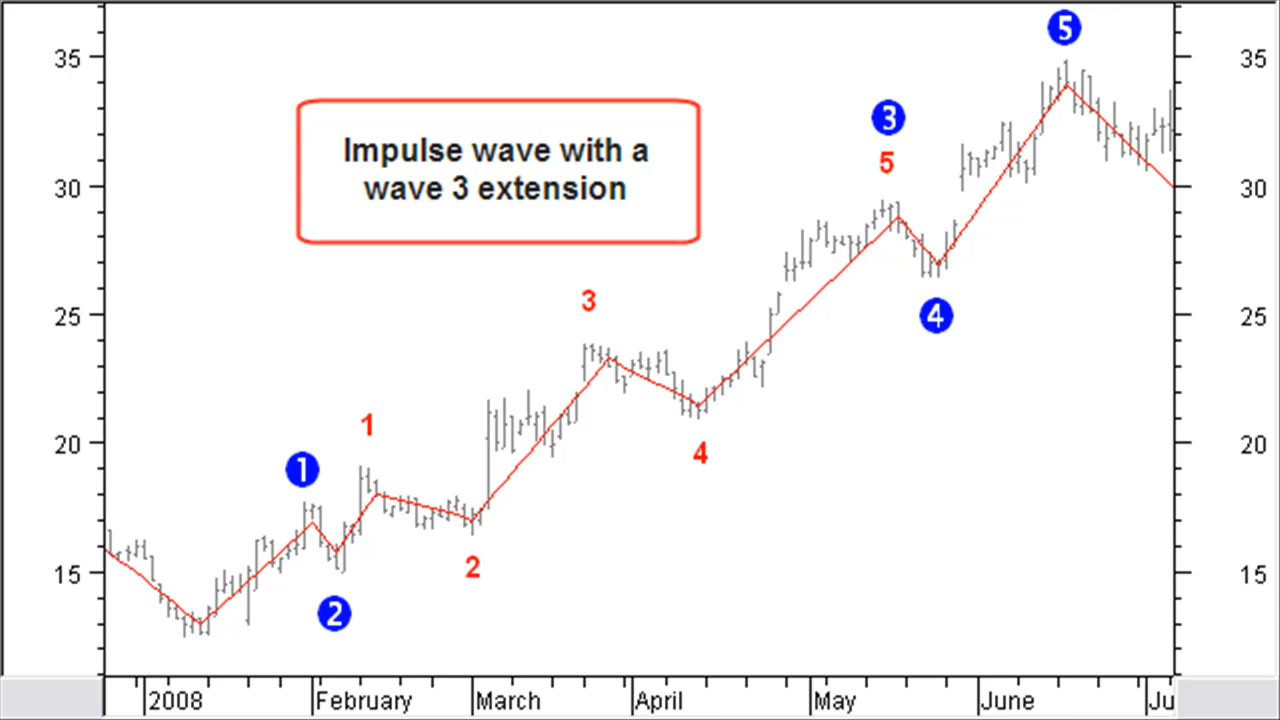 5
35
35
3
Impulse wave with a
wave 3 extension
5
30
30
3
4
25
25
1
4
20
20
1
2
15
15
2
2008
February
March
April
May
June
Ju